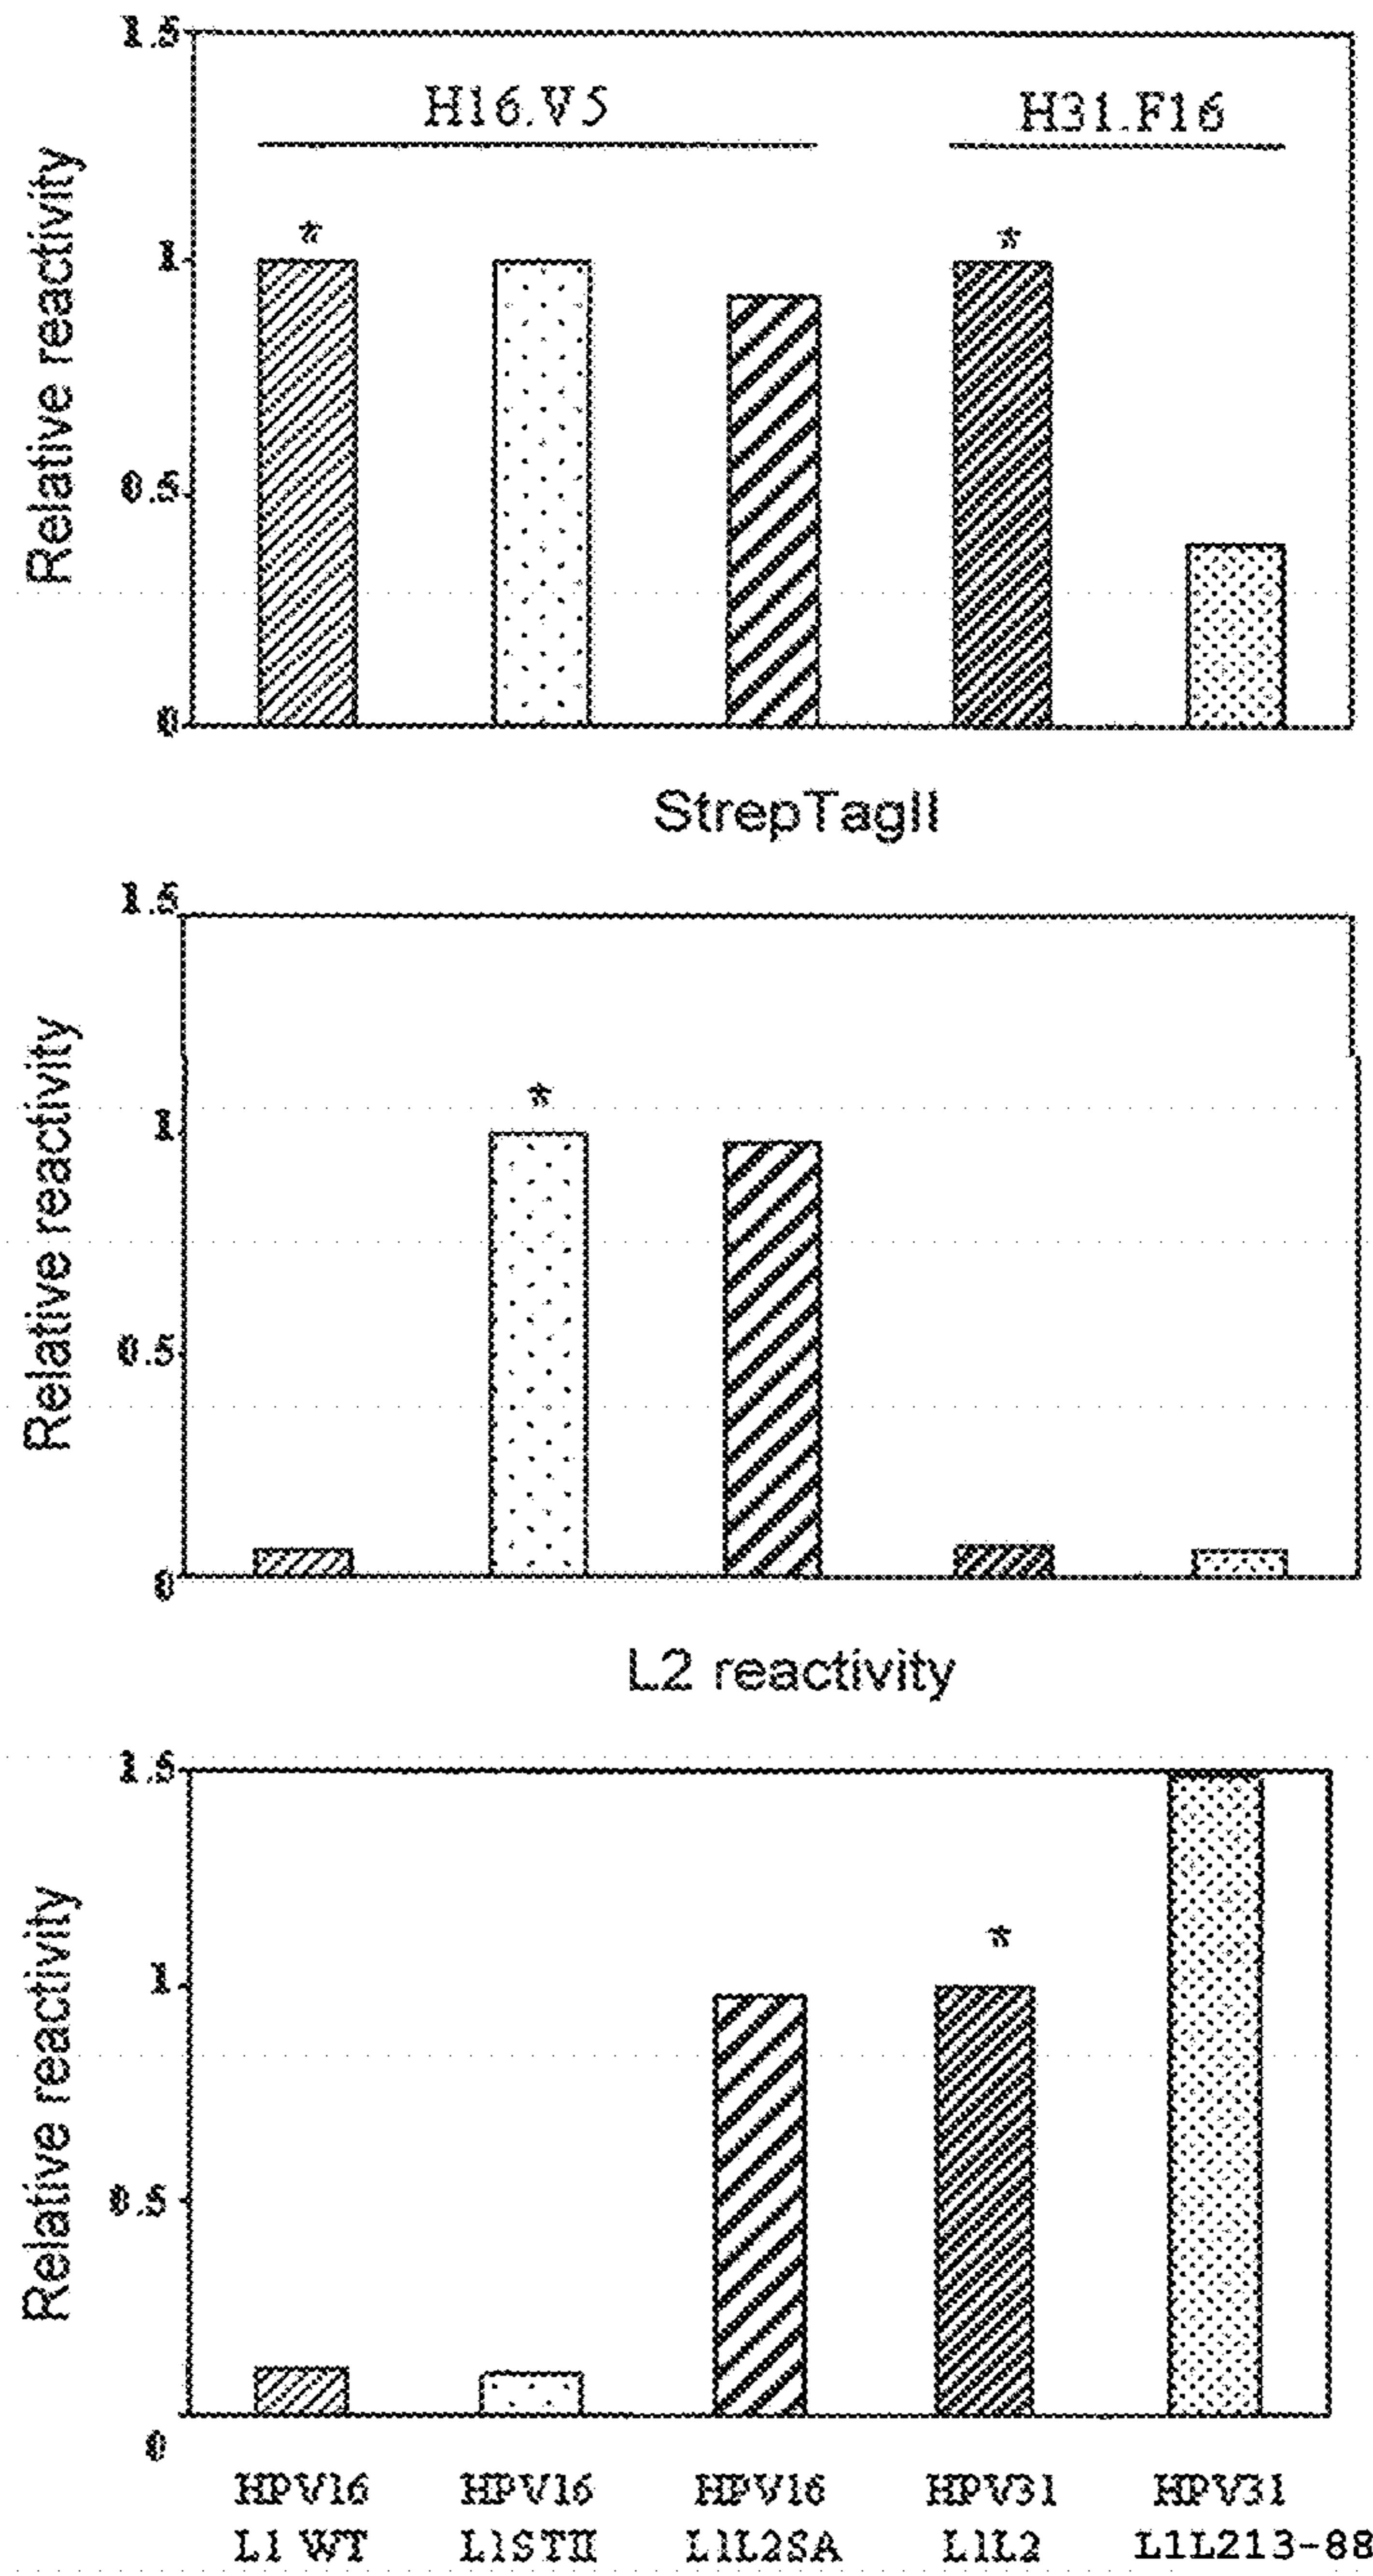 1.5
H16.V5
H31.F16
*
*
1
Relative reactivity
0.5
0
StrepTagII
1.5
*
1
Relative reactivity
0.5
0
L2 reactivity
1.5
*
1
Relative reactivity
0.5
0
HPV16 HPV16 HPV16 HPV31 HPV31
L1 WT L1STII L1L2SA L1L2 L1L213-88